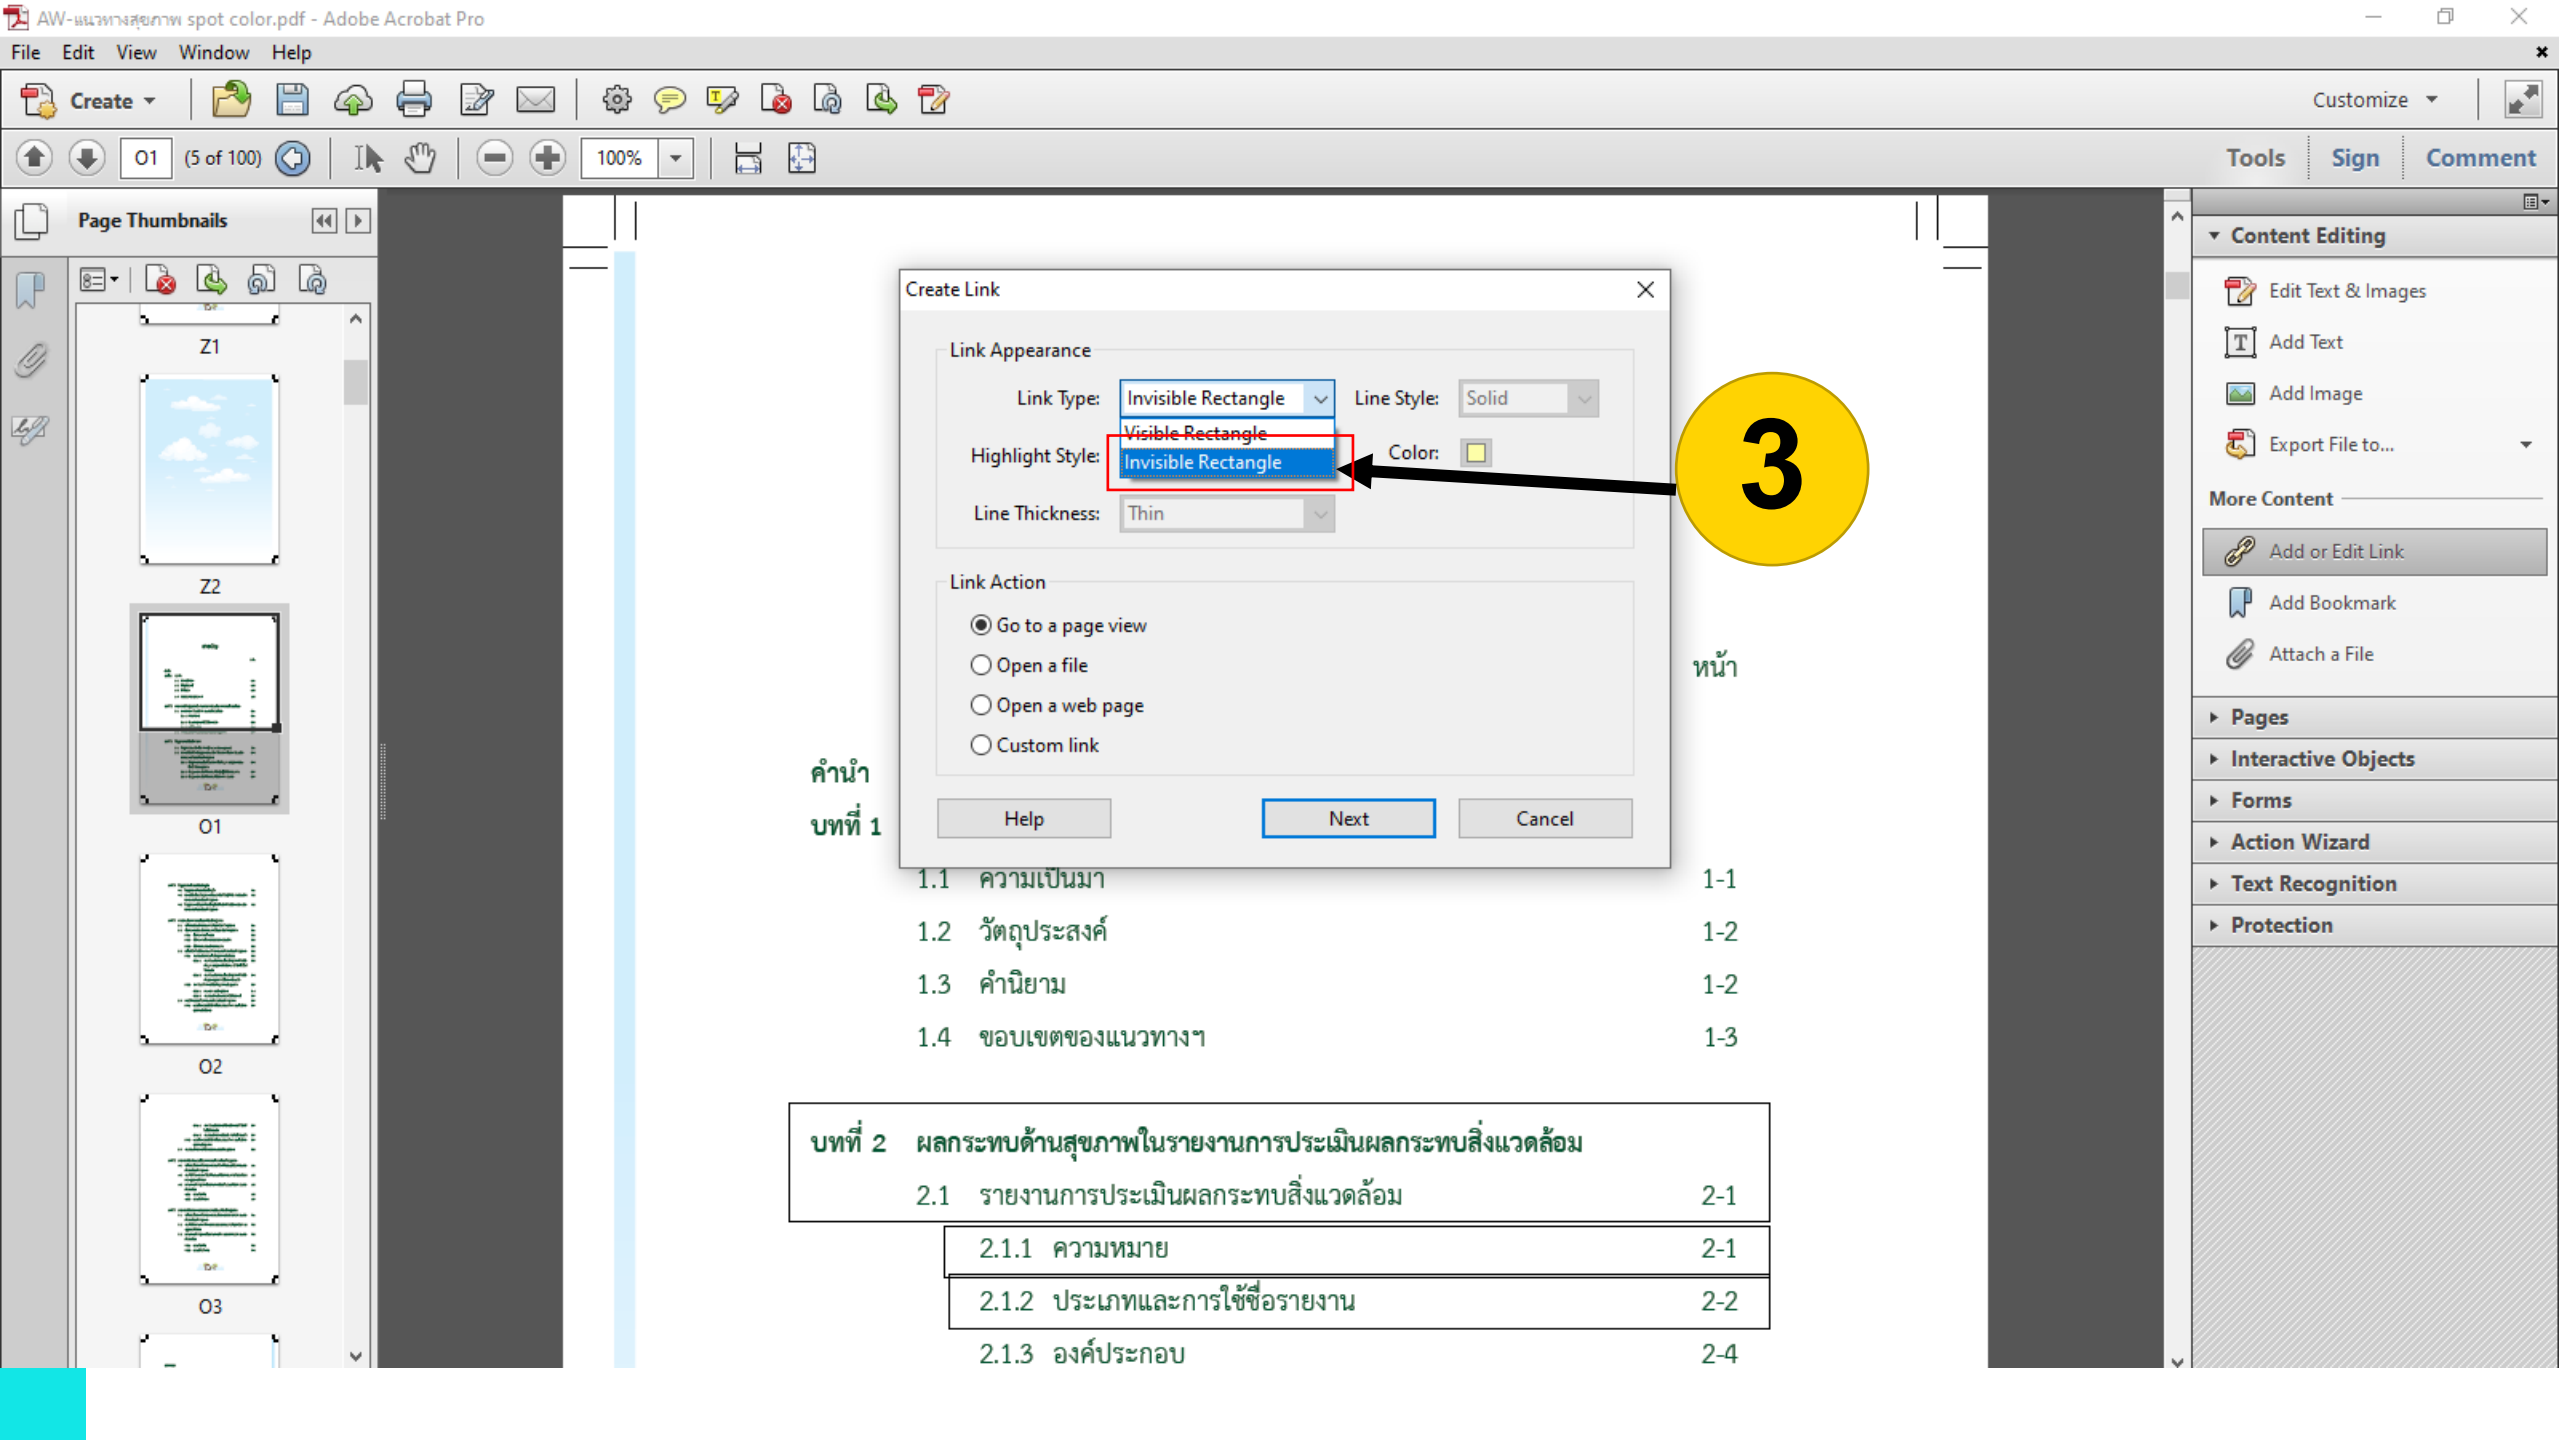 AW-แนวทางสุขภาพ spot color.pdf - Adobe Acrobat Pro
File Edit View Window Help
Create
Customize
O1 (5 of 100)
100%
Tools Sign Comment
Page Thumbnails
Z1
Z2
O1
O2
O3
Create Link
Link Appearance
Link Type: Invisible Rectangle Line Style: Solid
Visible Rectangle
Highlight Style: Invisible Rectangle Color:
Line Thickness: Thin
3
Link Action
Go to a page view
Open a file
Open a web page
Custom link
Help Next Cancel
หน้า
คำนำ
บทที่ 1
1.1 ความเป็นมา 1-1
1.2 วัตถุประสงค์ 1-2
1.3 คำนิยาม 1-2
1.4 ขอบเขตของแนวทางฯ 1-3
บทที่ 2 ผลกระทบด้านสุขภาพในรายงานการประเมินผลกระทบสิ่งแวดล้อม
2.1 รายงานการประเมินผลกระทบสิ่งแวดล้อม 2-1
2.1.1 ความหมาย 2-1
2.1.2 ประเภทและการใช้ชื่อรายงาน 2-2
2.1.3 องค์ประกอบ 2-4
Content Editing
Edit Text & Images
Add Text
Add Image
Export File to...
More Content
Add or Edit Link
Add Bookmark
Attach a File
Pages
Interactive Objects
Forms
Action Wizard
Text Recognition
Protection